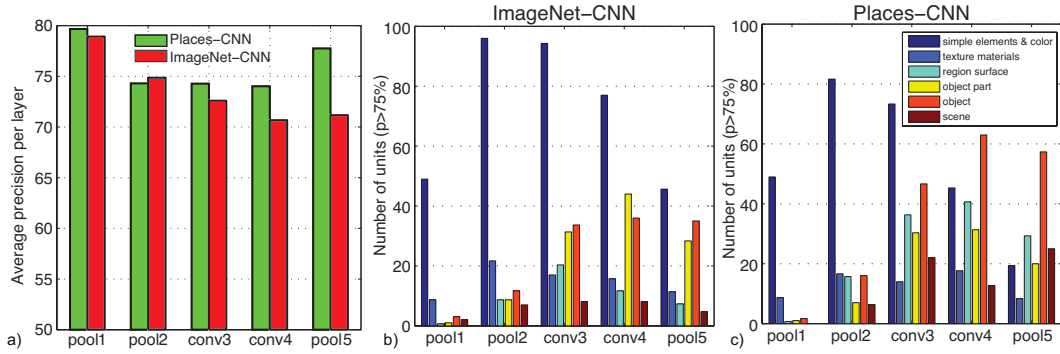 a)
Average precision per layer
80
75
70
65
60
55
50
Places−CNN
ImageNet−CNN
pool1 pool2 conv3 conv4 pool5
b)
ImageNet−CNN
Number of units (p>75%)
100
80
60
40
20
0
pool1 pool2 conv3 conv4 pool5
c)
Places−CNN
Number of units (p>75%)
100
80
60
40
20
0
simple elements & color
texture materials
region surface
object part
object
scene
pool1 pool2 conv3 conv4 pool5